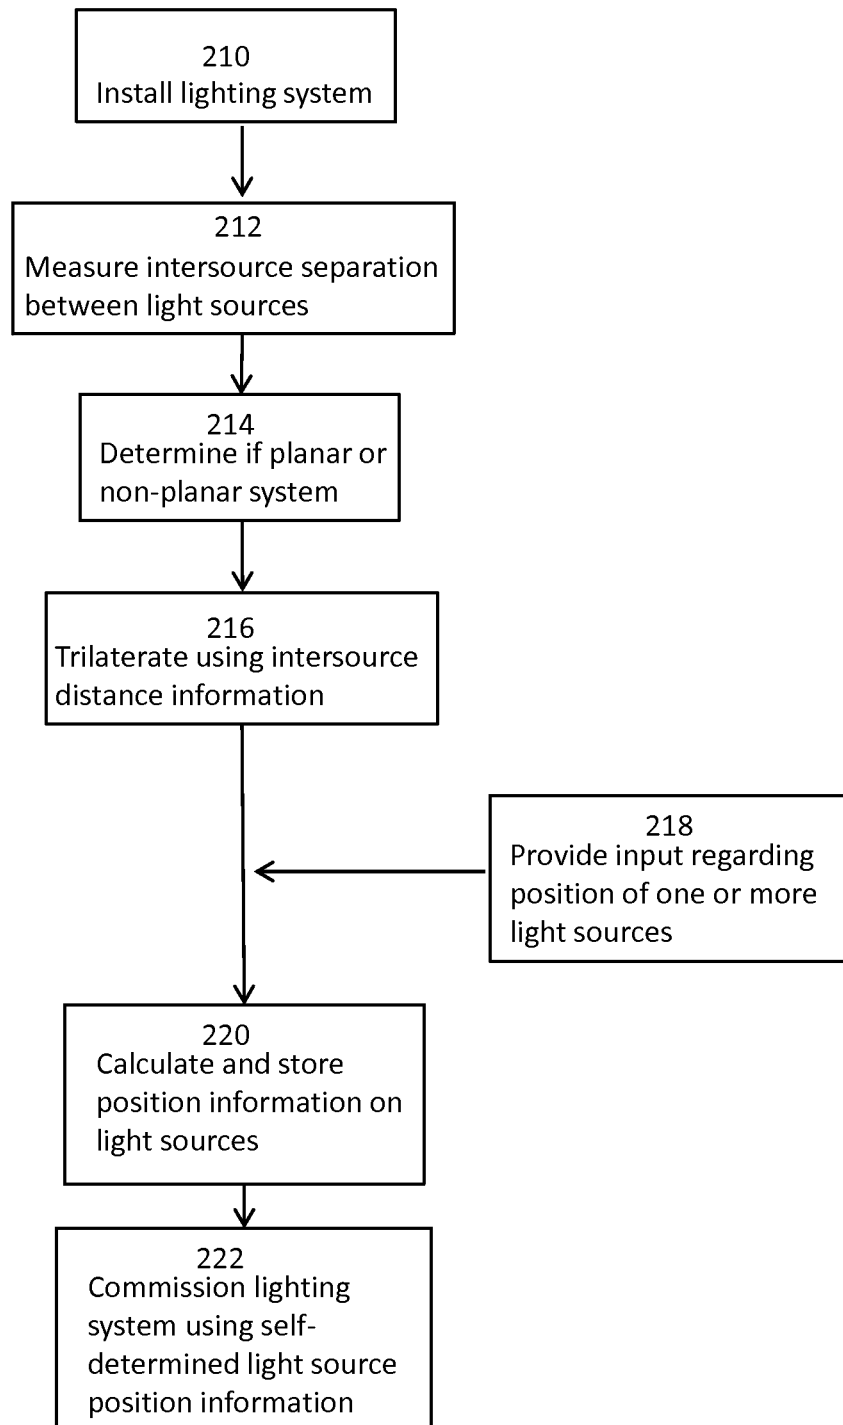 210
Install lighting system
212
Measure intersource separation
between light sources
214
Determine if planar or
non-planar system
216
Trilaterate using intersource
distance information
218
Provide input regarding
position of one or more
light sources
220
Calculate and store
position information on
light sources
222
Commission lighting
system using self-
determined light source
position information